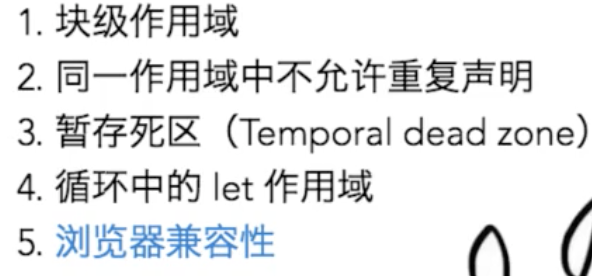 1. 块级作用域
2. 同一作用域中不允许重复声明
3. 暂存死区（Temporal dead zone）
4. 循环中的 let 作用域
5. 浏览器兼容性